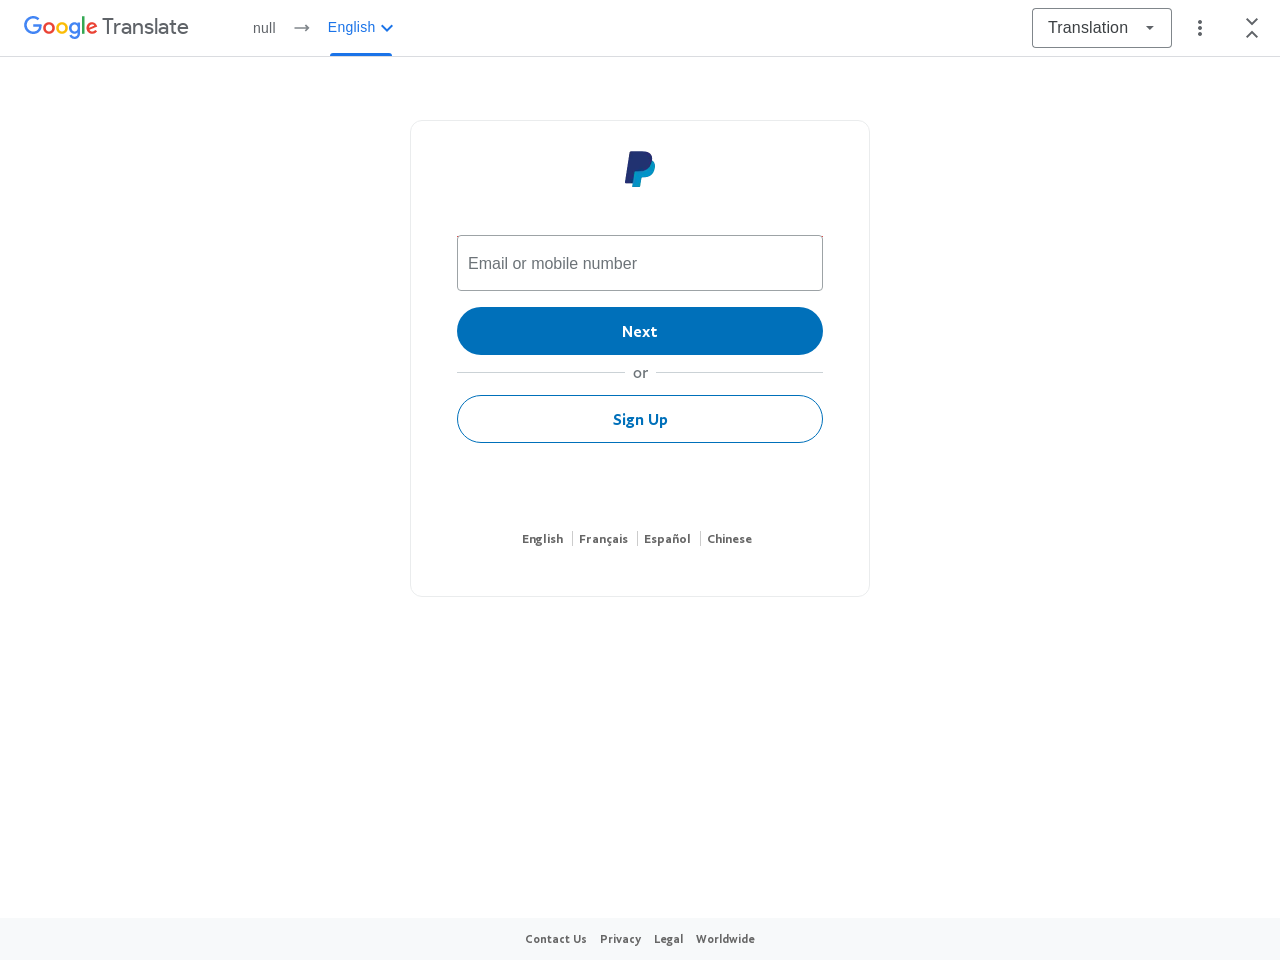 Google Translate
null → English
Translation
Email or mobile number
Next
or
Sign Up
English Français Español Chinese
Contact Us Privacy Legal Worldwide